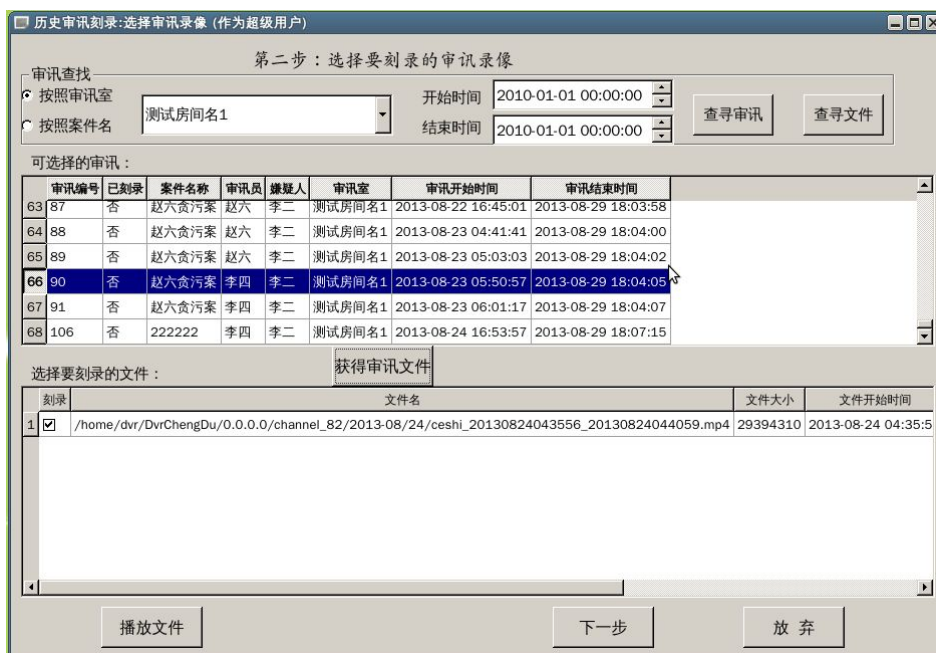 历史审讯刻录:选择审讯录像 (作为超级用户)
第二步：选择要刻录的审讯录像
审讯查找
按照审讯室
按照案件名
测试房间名1
开始时间 2010-01-01 00:00:00
结束时间 2010-01-01 00:00:00
查寻审讯
查寻文件
可选择的审讯：
审讯编号 已刻录 案件名称 审讯员 嫌疑人 审讯室 审讯开始时间 审讯结束时间
63 87 否 赵六贪污案 赵六 李二 测试房间名1 2013-08-22 16:45:01 2013-08-29 18:03:58
64 88 否 赵六贪污案 赵六 李二 测试房间名1 2013-08-23 04:41:41 2013-08-29 18:04:00
65 89 否 赵六贪污案 赵六 李二 测试房间名1 2013-08-23 05:03:03 2013-08-29 18:04:02
66 90 否 赵六贪污案 李四 李二 测试房间名1 2013-08-23 05:50:57 2013-08-29 18:04:05
67 91 否 赵六贪污案 李四 李二 测试房间名1 2013-08-23 06:01:17 2013-08-29 18:04:07
68 106 否 222222 李四 李二 测试房间名1 2013-08-24 16:53:57 2013-08-29 18:07:15
选择要刻录的文件：
获得审讯文件
刻录 文件名 文件大小 文件开始时间
1 /home/dvr/DvrChengDu/0.0.0.0/channel_82/2013-08/24/ceshi_20130824043556_20130824044059.mp4 29394310 2013-08-24 04:35:5
播放文件
下一步
放 弃